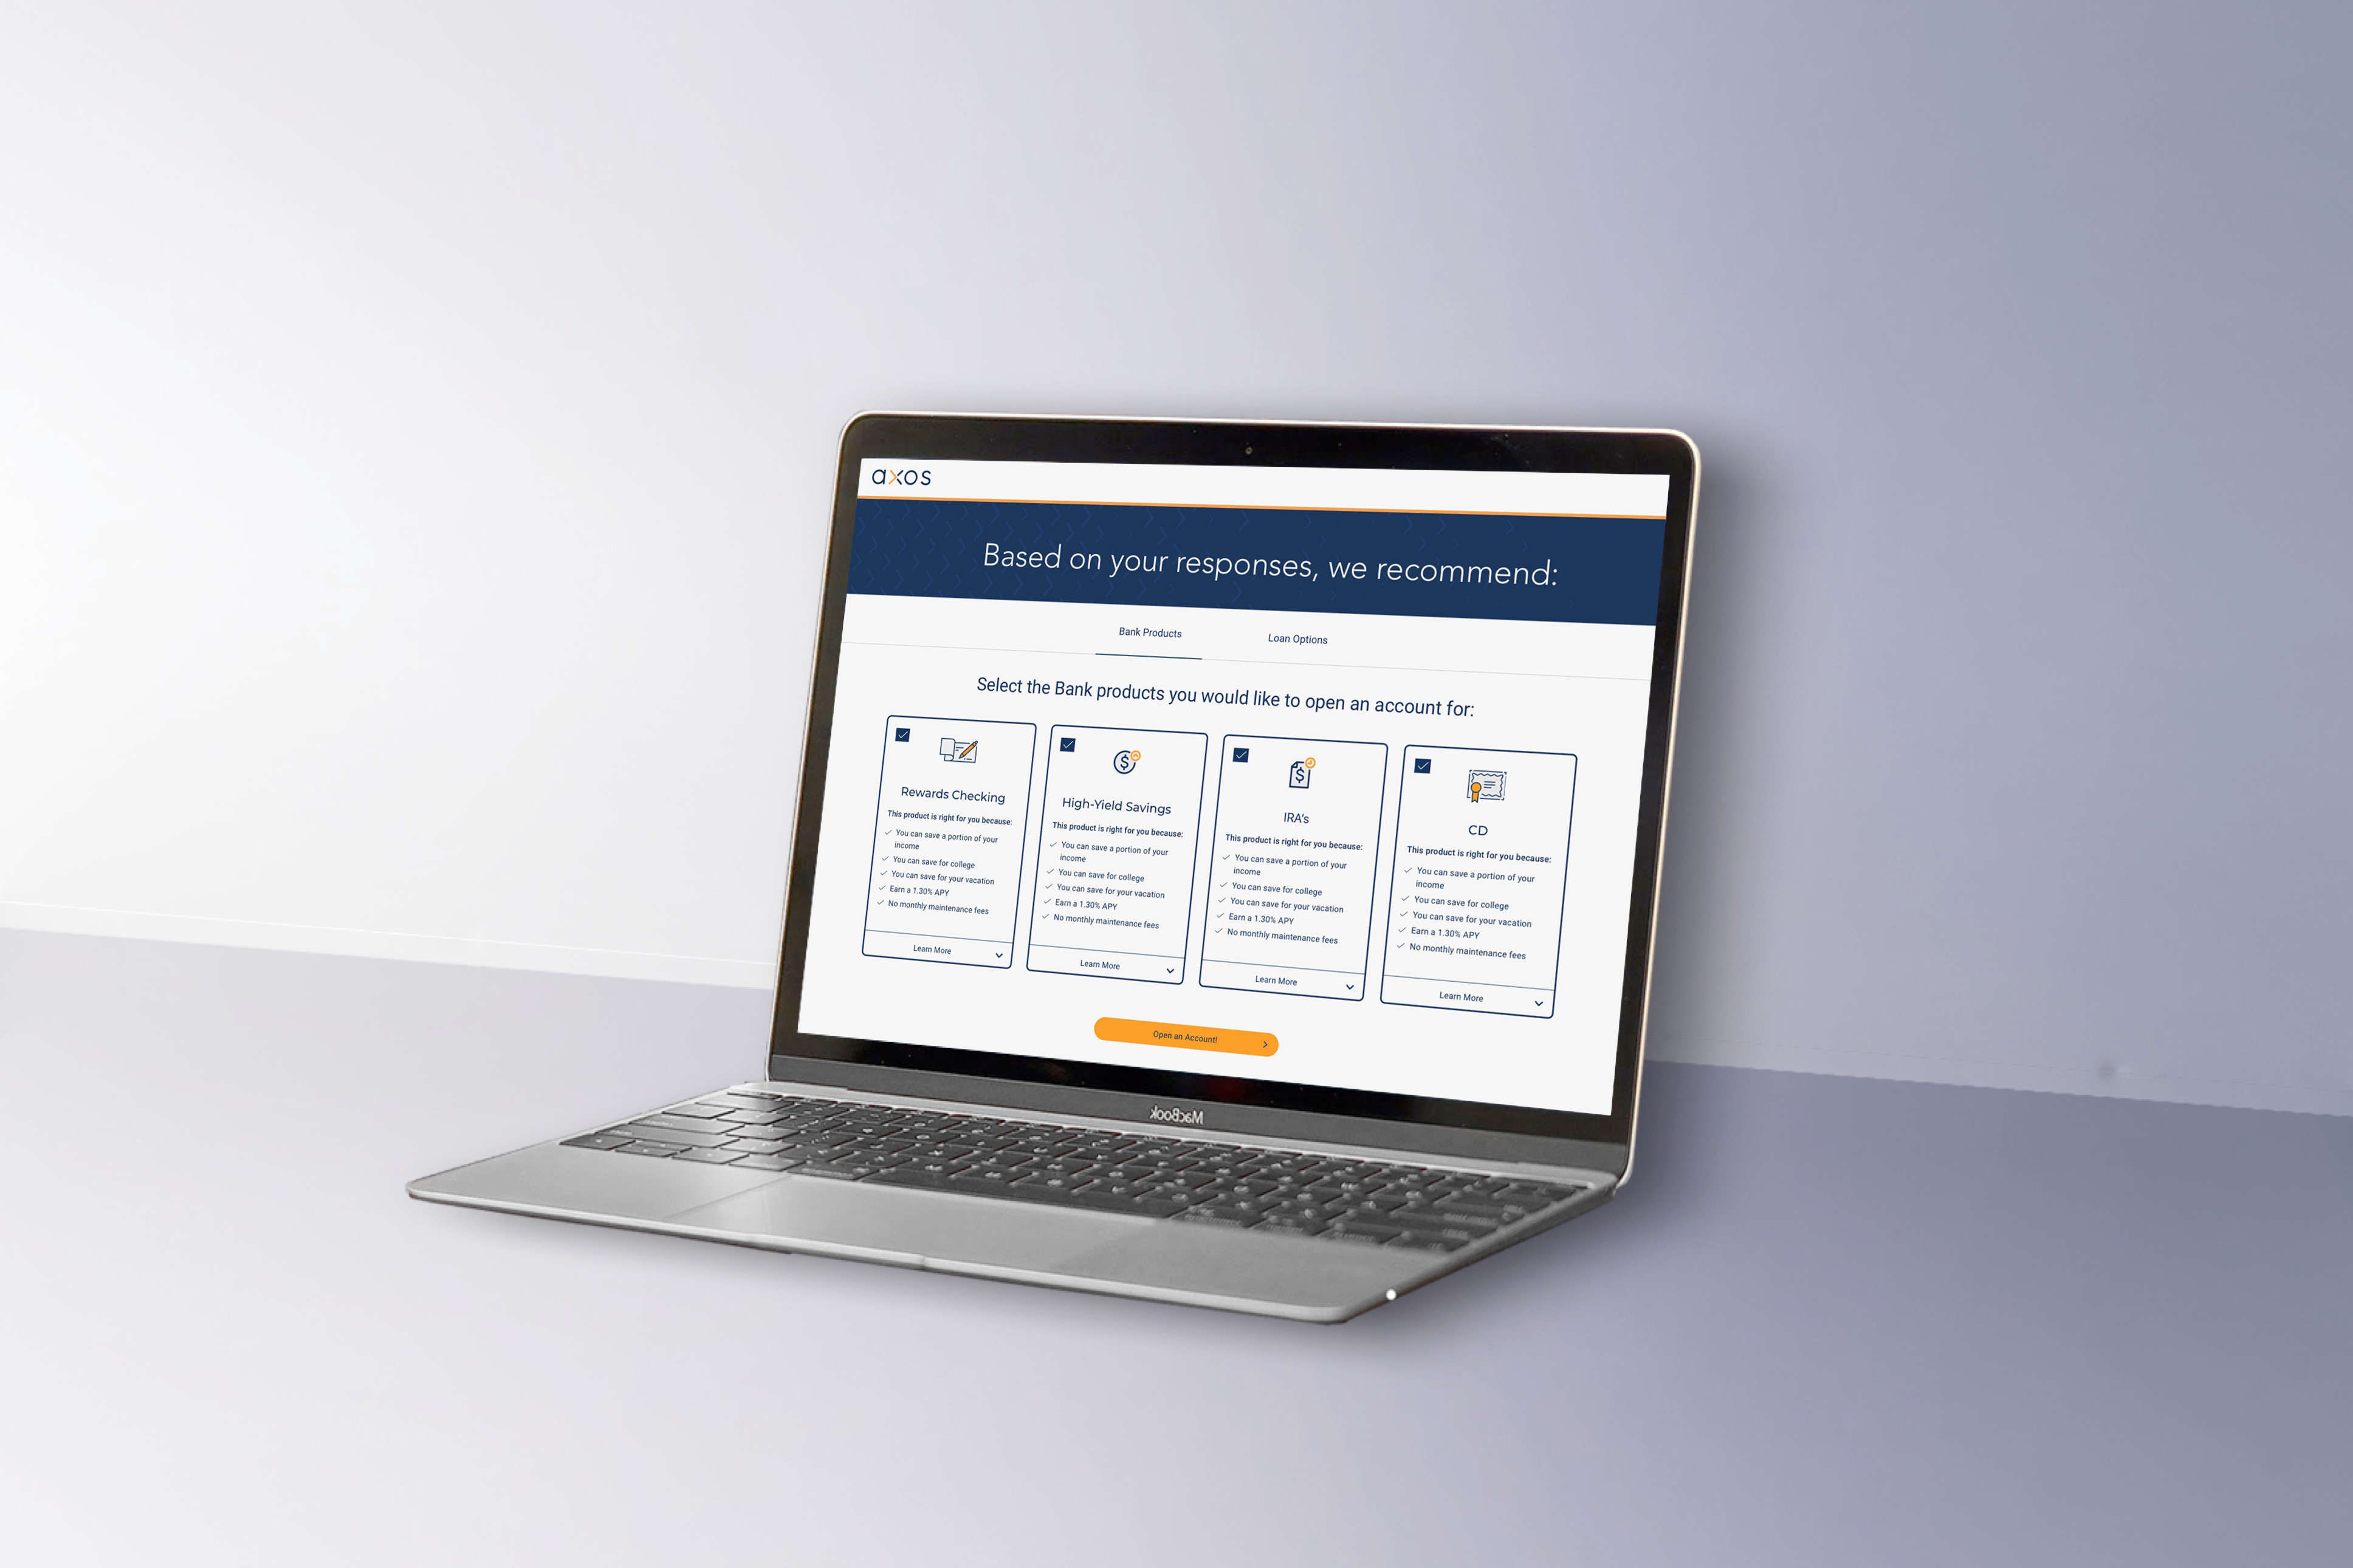 axos
Based on your responses, we recommend:
Bank Products
Loan Options
Select the Bank products you would like to open an account for:
Rewards Checking
This product is right for you because:
You can save a portion of your
income
You can save for college
You can save for your vacation
Earn a 1.30% APY
No monthly maintenance fees
Learn More
High-Yield Savings
This product is right for you because:
You can save a portion of your
income
You can save for college
You can save for your vacation
Earn a 1.30% APY
No monthly maintenance fees
Learn More
IRA's
This product is right for you because:
You can save a portion of your
income
You can save for college
You can save for your vacation
Earn a 1.30% APY
No monthly maintenance fees
Learn More
CD
This product is right for you because:
You can save a portion of your
income
You can save for college
You can save for your vacation
Earn a 1.30% APY
No monthly maintenance fees
Learn More
Open an Account!
MacBook